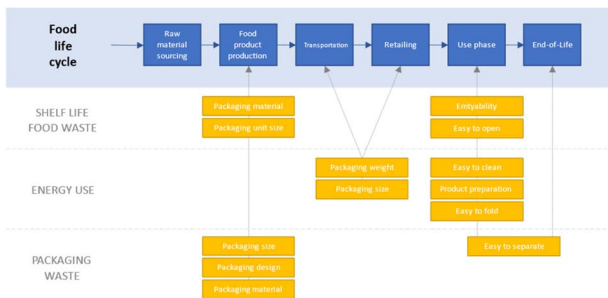 Food
life
cycle
Raw
material
sourcing
Food
product
production
Transportation
Retailing
Use phase
End-of-Life
SHELF LIFE
FOOD WASTE
Packaging material
Packaging unit size
Emtyability
Easy to open
ENERGY USE
Packaging weight
Packaging size
Easy to clean
Product preparation
Easy to fold
PACKAGING
WASTE
Packaging size
Packaging design
Packaging material
Easy to separate